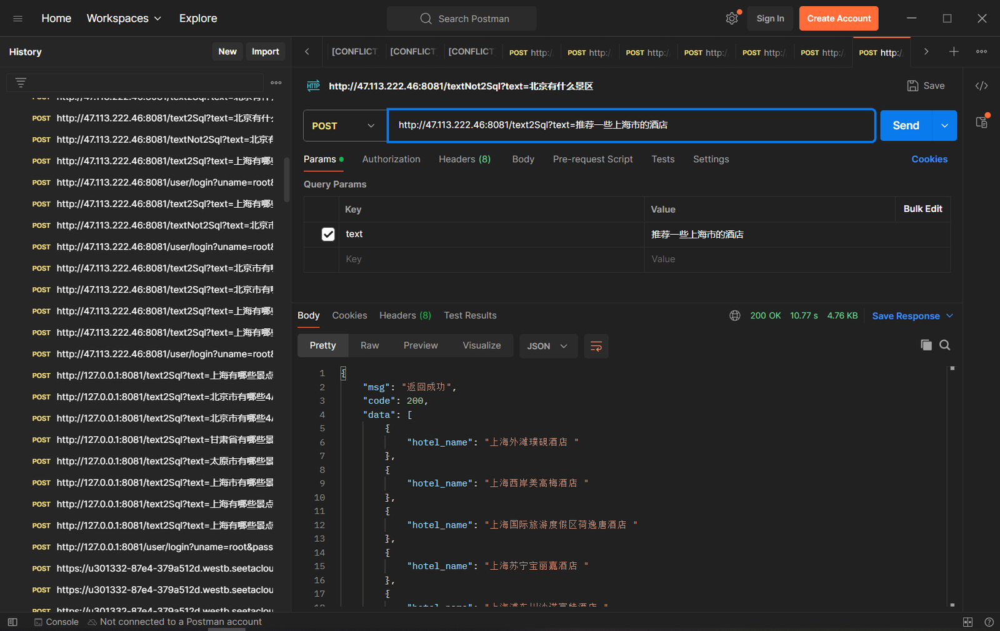 Home
Workspaces
Explore
Search Postman
Sign In
Create Account
History
New
Import
[CONFLICT
[CONFLICT
[CONFLICT
POST http:/
POST http:/
POST http:/
POST http:/
POST http:/
POST http:/
POST http:/
HTTP
http://47.113.222.46:8081/textNot2Sql?text=北京有什么景区
Save
POST
http://47.113.222.46:8081/text2Sql?text=推荐一些上海市的酒店
Send
Params
Authorization
Headers (8)
Body
Pre-request Script
Tests
Settings
Cookies
Query Params
Key
Value
Bulk Edit
text
推荐一些上海市的酒店
Key
Value
POST http://47.113.222.46:8081/text2Sql?text=北京有什
POST http://47.113.222.46:8081/textNot2Sql?text=北京有
POST http://47.113.222.46:8081/text2Sql?text=上海有哪
POST http://47.113.222.46:8081/user/login?uname=root&
POST http://47.113.222.46:8081/text2Sql?text=上海有哪
POST http://47.113.222.46:8081/textNot2Sql?text=北京市
POST http://47.113.222.46:8081/user/login?uname=root&
POST http://47.113.222.46:8081/text2Sql?text=北京市有
POST http://47.113.222.46:8081/text2Sql?text=北京市有
POST http://47.113.222.46:8081/text2Sql?text=上海有哪
POST http://47.113.222.46:8081/text2Sql?text=上海有哪
POST http://47.113.222.46:8081/user/login?uname=root&
POST http://127.0.0.1:8081/text2Sql?text=上海有哪些景点
POST http://127.0.0.1:8081/text2Sql?text=北京市有哪些4A
POST http://127.0.0.1:8081/text2Sql?text=北京市有哪些4A
POST http://127.0.0.1:8081/text2Sql?text=甘肃省有哪些景
POST http://127.0.0.1:8081/text2Sql?text=太原市有哪些景
POST http://127.0.0.1:8081/text2Sql?text=上海市有哪些景
POST http://127.0.0.1:8081/text2Sql?text=上海有哪些景点
POST http://127.0.0.1:8081/text2Sql?text=上海有哪些景点
POST http://127.0.0.1:8081/user/login?uname=root&pass
POST https://u301332-87e4-379a512d.westb.seetaclou
POST https://u301332-87e4-379a512d.westb.seetaclou
POST https://u301332-87e4-379a512d.westb.seetaclou
Body
Cookies
Headers (8)
Test Results
200 OK
10.77 s
4.76 KB
Save Response
Pretty
Raw
Preview
Visualize
JSON
1 {
2 "msg": "返回成功",
3 "code": 200,
4 "data": [
5 {
6 "hotel_name": "上海外滩璞硯酒店 "
7 },
8 {
9 "hotel_name": "上海西岸美高梅酒店 "
10 },
11 {
12 "hotel_name": "上海国际旅游度假区荷逸唐酒店 "
13 },
14 {
15 "hotel_name": "上海苏宁宝丽嘉酒店 "
16 },
17 {
Console
Not connected to a Postman account